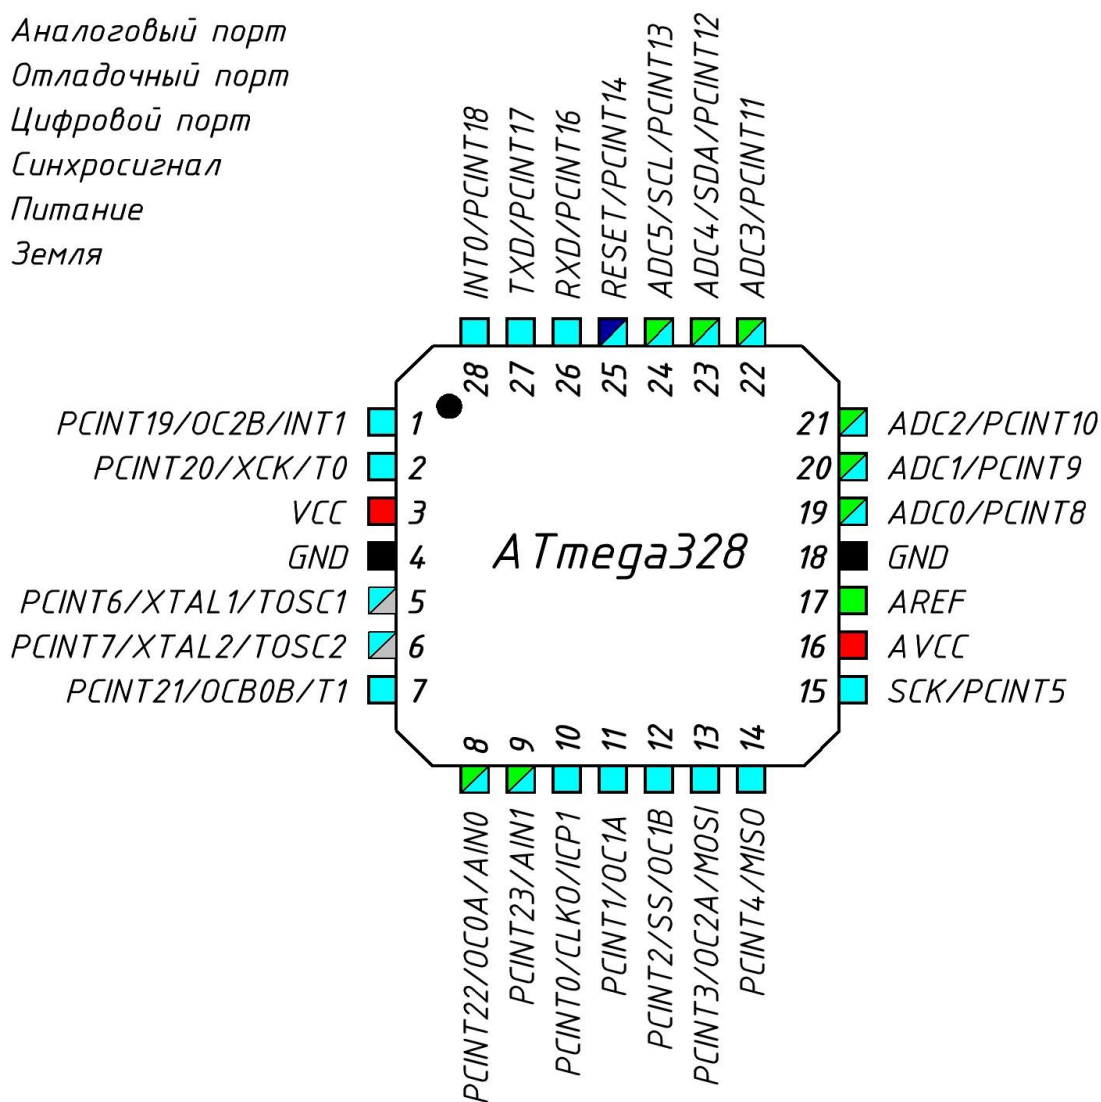 Аналоговый порт
Отладочный порт
Цифровой порт
Синхросигнал
Питание
Земля
INT0/PCINT18
TXD/PCINT17
RXD/PCINT16
RESET/PCINT14
ADC5/SCL/PCINT13
ADC4/SDA/PCINT12
ADC3/PCINT11
28 27 26 25 24 23 22
PCINT19/OC2B/INT1 1
PCINT20/XCK/T0 2
VCC 3
GND 4
PCINT6/XTAL1/TOSC1 5
PCINT7/XTAL2/TOSC2 6
PCINT21/OCB0B/T1 7
ATmega328
21 ADC2/PCINT10
20 ADC1/PCINT9
19 ADC0/PCINT8
18 GND
17 AREF
16 AVCC
15 SCK/PCINT5
8 9 10 11 12 13 14
PCINT22/OC0A/AIN0
PCINT23/AIN1
PCINT0/CLKO/ICP1
PCINT1/OC1A
PCINT2/SS/OC1B
PCINT3/OC2A/MOSI
PCINT4/MISO